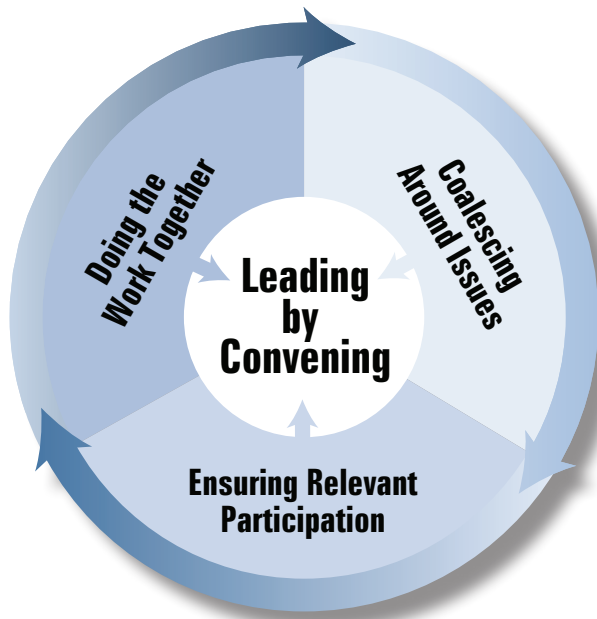 Doing the
Work Together
Coalescing
Around Issues
Leading
by
Convening
Ensuring Relevant
Participation